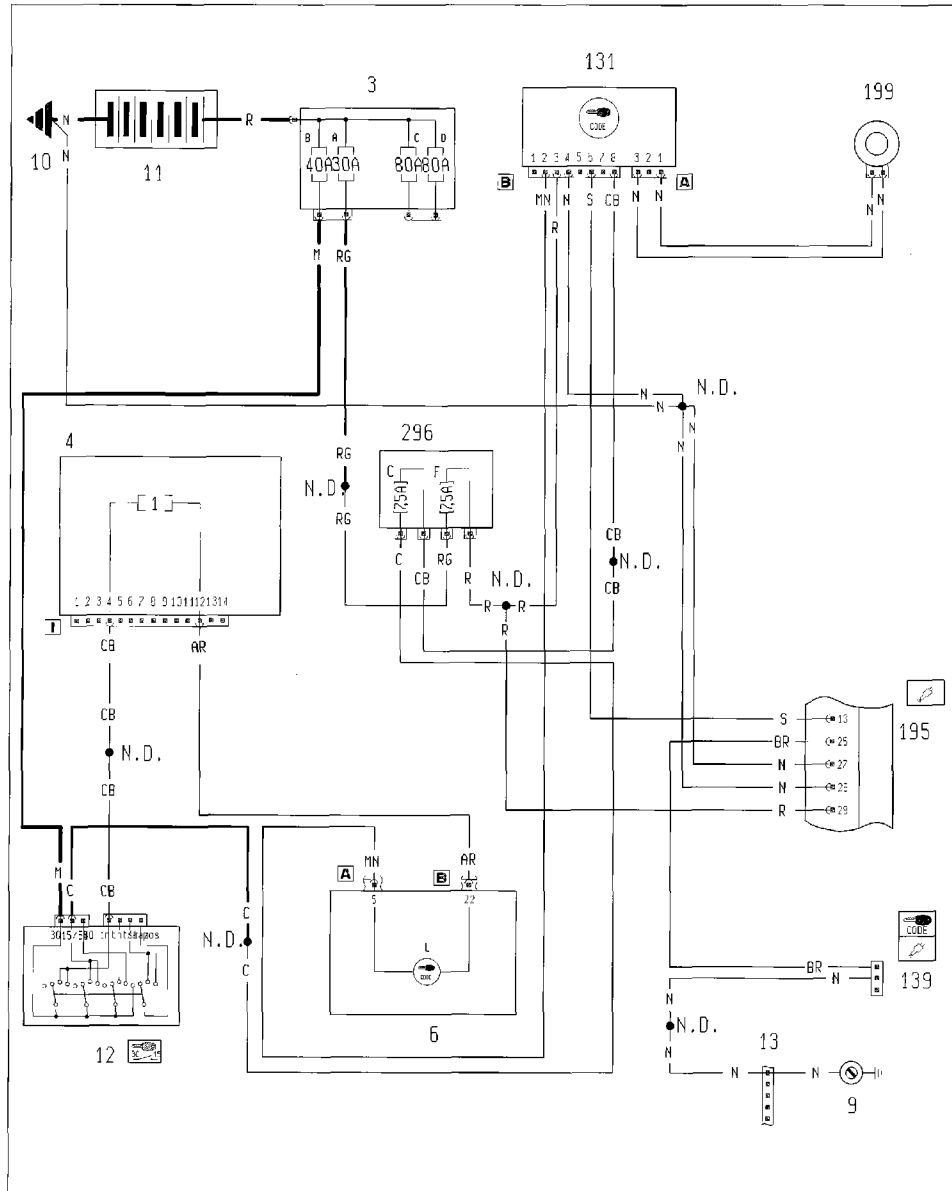 131
3
199
CODE
N
R
B
A
C
D
40A
30A
80A
80A
10
N
11
1 2 3 4 5 6 7 8
3 2 1
B
A
MN
N
S
CB
N
N
R
N
N
M
RG
N.D.
N
N
N
N
4
296
RG
C
F
1
N.D.
7,5A
7,5A
RG
CB
C
RG
N.D.
CB
R
N.D.
CB
R
R
1 2 3 4 5 6 7 8 9 10 11 12 13 14
1
R
CB
AR
CB
S
13
195
BR
25
N.D.
N
27
CB
N
28
R
29
M
MN
AR
C
CB
A
B
5
22
C
CODE
N.D.
L
BR
C
CODE
N
139
N
N.D.
6
12
13
N
N
N
9